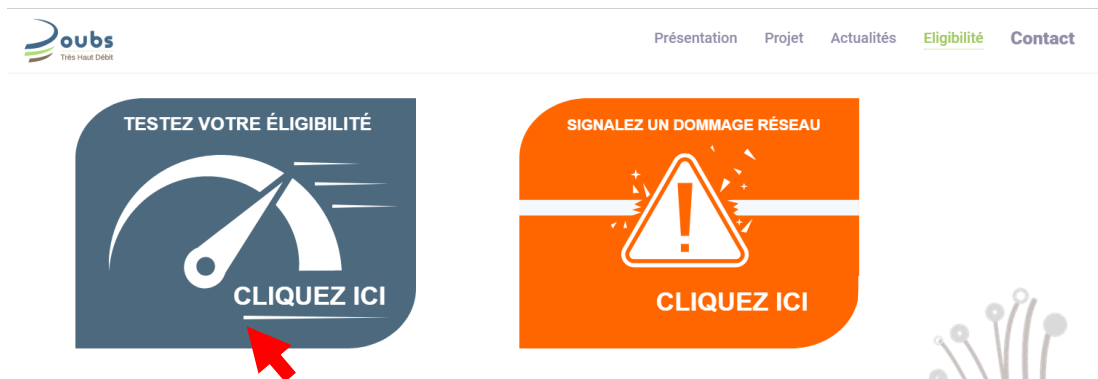 Doubs
Très Haut Débit
Présentation Projet Actualités Eligibilité Contact
TESTEZ VOTRE ÉLIGIBILITÉ
CLIQUEZ ICI
SIGNALEZ UN DOMMAGE RÉSEAU
!
CLIQUEZ ICI